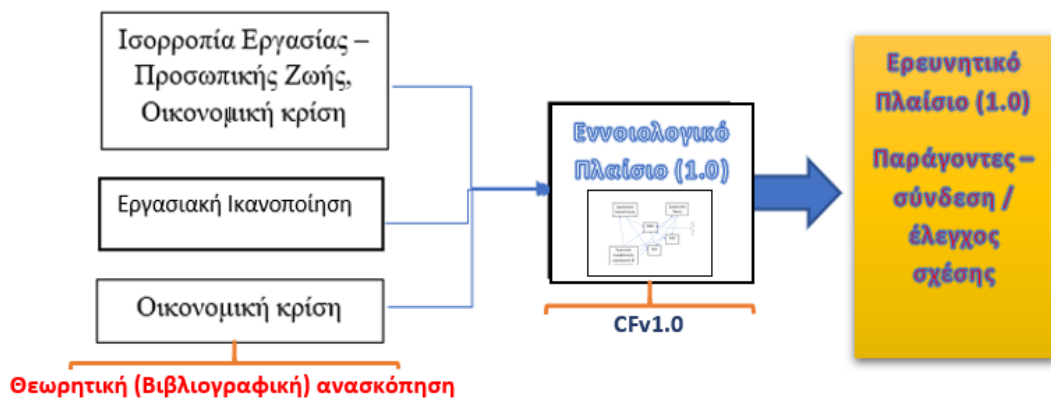 Ισορροπία Εργασίας –
Προσωπικής Ζωής,
Οικονομική κρίση
Εργασιακή Ικανοποίηση
Οικονομική κρίση
Θεωρητική (Βιβλιογραφική) ανασκόπηση
Εννοιολογικό
Πλαίσιο (1.0)
CFv1.0
Ερευνητικό
Πλαίσιο (1.0)
Παράγοντες –
σύνδεση /
έλεγχος
σχέσης